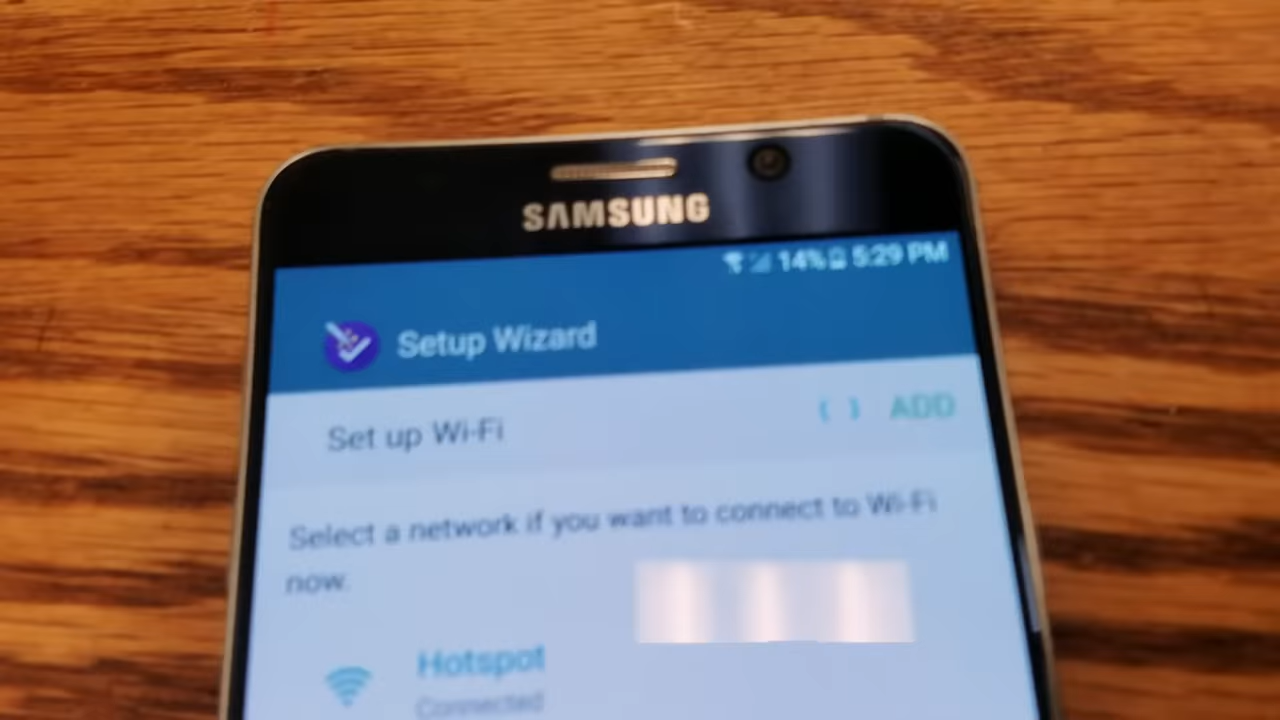 SAMSUNG
14% 5:29 PM
Setup Wizard
Set up Wi-Fi
ADD
Select a network if you want to connect to Wi-Fi
now.
Hotspot
Connected